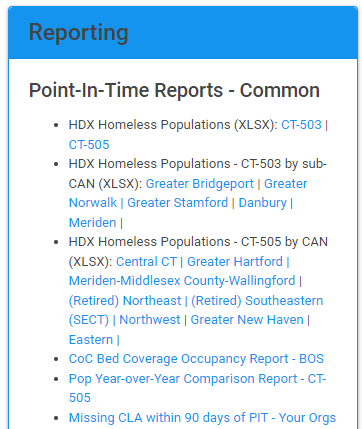 Reporting
Point-In-Time Reports - Common
• HDX Homeless Populations (XLSX): CT-503 |
CT-505
• HDX Homeless Populations - CT-503 by sub-
CAN (XLSX): Greater Bridgeport | Greater
Norwalk | Greater Stamford | Danbury |
Meriden |
• HDX Homeless Populations - CT-505 by CAN
(XLSX): Central CT | Greater Hartford |
Meriden-Middlesex County-Wallingford |
(Retired) Northeast | (Retired) Southeastern
(SECT) | Northwest | Greater New Haven |
Eastern |
• CoC Bed Coverage Occupancy Report - BOS
• Pop Year-over-Year Comparison Report - CT-
505
• Missing CLA within 90 days of PIT - Your Orgs